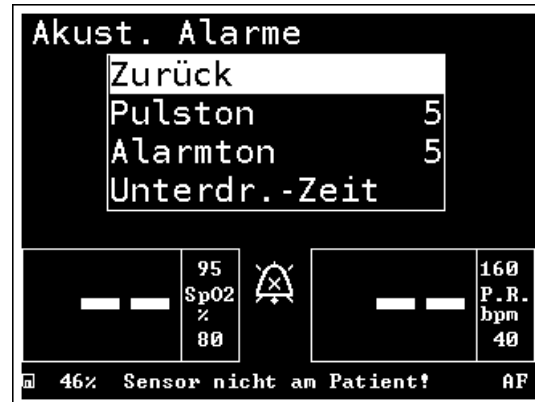 Akust. Alarme
Zurück
Pulston 5
Alarmton 5
Unterdr.-Zeit
95
SpO2
%
80
160
P.R.
bpm
40
46% Sensor nicht am Patient! AF